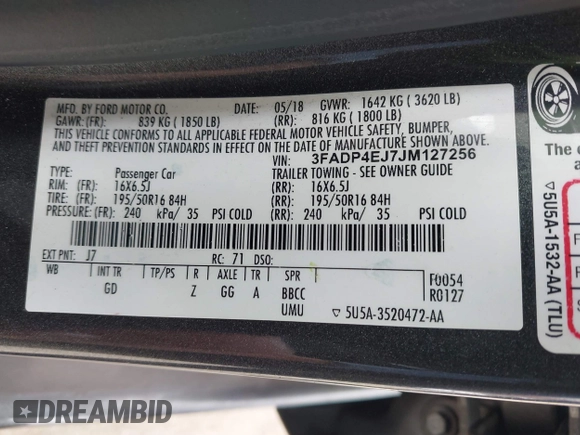 MFD. BY FORD MOTOR CO.
DATE: 05/18 GVWR: 1642 KG ( 3620 LB)
GAWR: (FR): 839 KG ( 1850 LB) (RR): 816 KG ( 1800 LB)
THIS VEHICLE CONFORMS TO ALL APPLICABLE FEDERAL MOTOR VEHICLE SAFETY, BUMPER,
AND THEFT PREVENTION STANDARDS IN EFFECT ON THE DATE OF MANUFACTURE SHOWN ABOVE.
VIN: 3FADP4EJ7JM127256
TYPE: Passenger Car TRAILER TOWING - SEE OWNER GUIDE
RIM: (FR) 16X6.5J (RR) 16X6.5J
TIRE: (FR) 195/50R16 84H (RR) 195/50R16 84H
PRESSURE: (FR) 240 kPa/ 35 PSI COLD (RR) 240 kPa/ 35 PSI COLD
EXT PNT: J7 RC: 71 DSO:
WB INT TR TP/PS R AXLE TR SPR F0054
GD Z GG A BBCC R0127
UMU ▽ 5U5A-3520472-AA
The c
a
▽ 5U5A-1532-AA (TLU)
F
DREAMBID